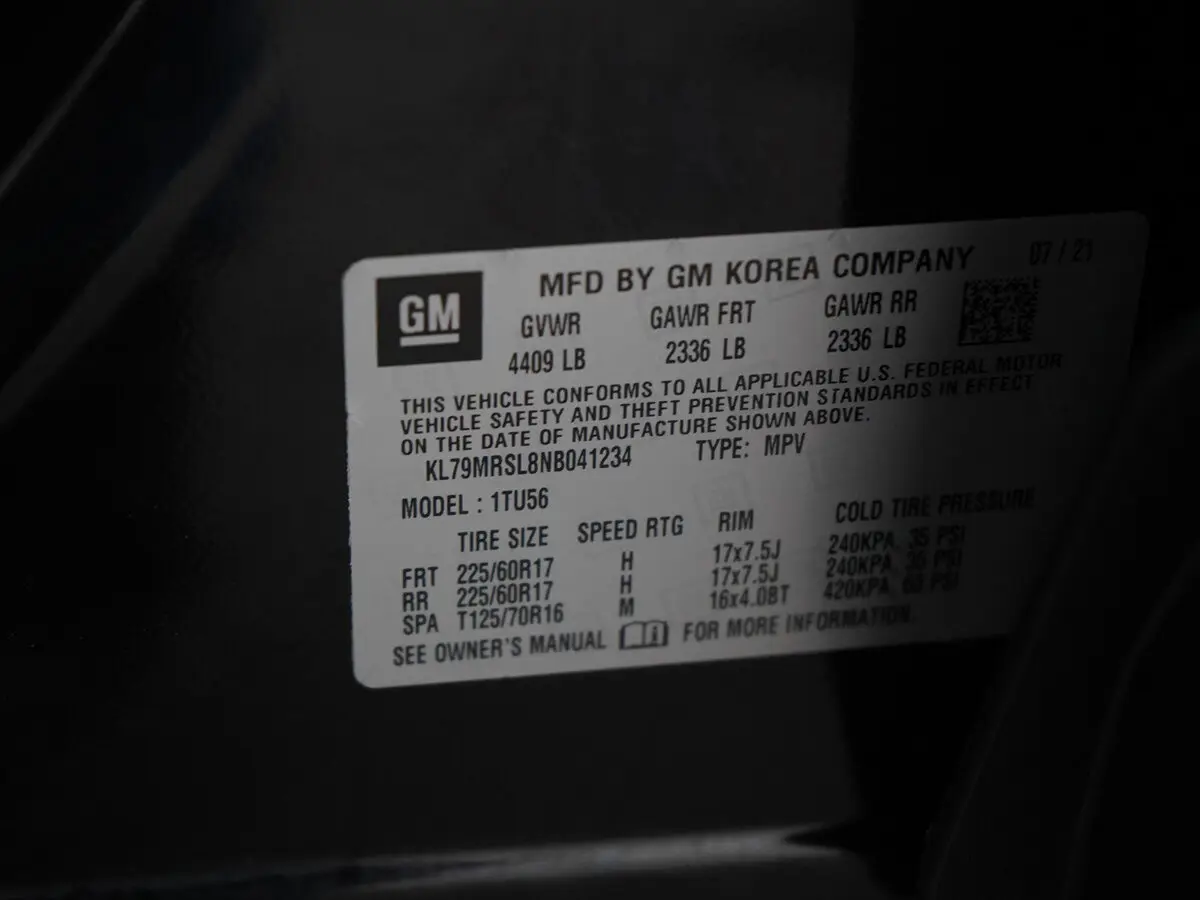 GM
MFD BY GM KOREA COMPANY 07 / 21
GVWR GAWR FRT GAWR RR
4409 LB 2336 LB 2336 LB
THIS VEHICLE CONFORMS TO ALL APPLICABLE U.S. FEDERAL MOTOR
VEHICLE SAFETY AND THEFT PREVENTION STANDARDS IN EFFECT
ON THE DATE OF MANUFACTURE SHOWN ABOVE.
KL79MRSL8NB041234 TYPE: MPV
MODEL : 1TU56
TIRE SIZE SPEED RTG RIM COLD TIRE PRESSURE
FRT 225/60R17 H 17x7.5J 240KPA, 35 PSI
RR 225/60R17 H 17x7.5J 240KPA, 35 PSI
SPA T125/70R16 M 16x4.0BT 420KPA, 60 PSI
SEE OWNER'S MANUAL FOR MORE INFORMATION.